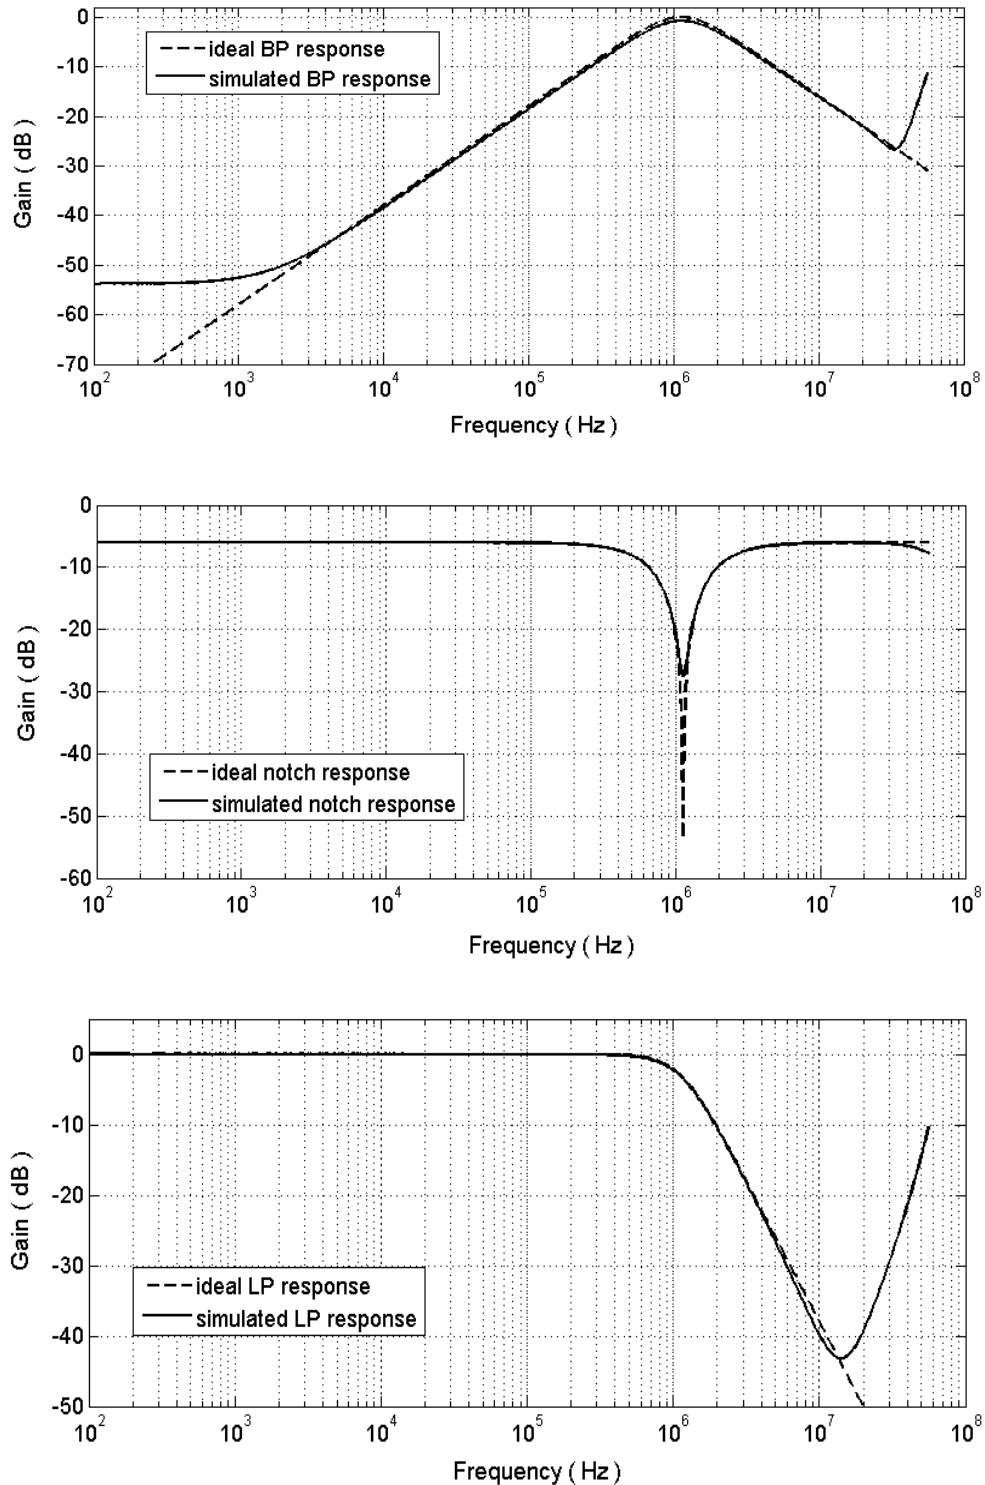 0
-10
-20
-30
-40
-50
-60
-70
Gain ( dB )
ideal BP response
simulated BP response
10^2 10^3 10^4 10^5 10^6 10^7 10^8
Frequency ( Hz )
0
-10
-20
-30
-40
-50
-60
Gain ( dB )
ideal notch response
simulated notch response
10^2 10^3 10^4 10^5 10^6 10^7 10^8
Frequency ( Hz )
0
-10
-20
-30
-40
-50
Gain ( dB )
ideal LP response
simulated LP response
10^2 10^3 10^4 10^5 10^6 10^7 10^8
Frequency ( Hz )